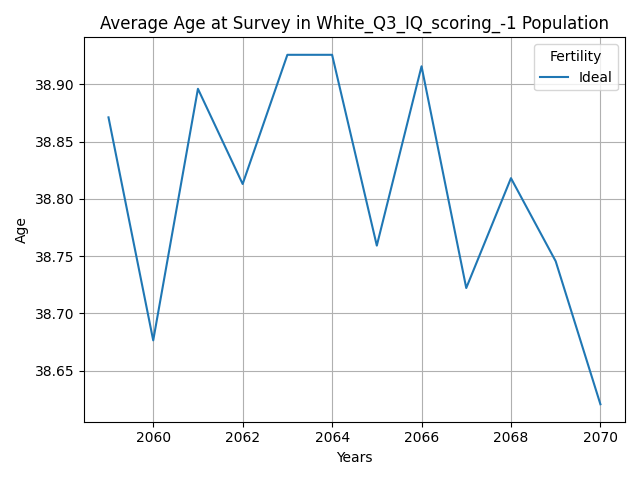 Average Age at Survey in White_Q3_IQ_scoring_-1 Population
Fertility
Ideal
38.90
38.85
38.80
38.75
38.70
38.65
Age
2060 2062 2064 2066 2068 2070
Years